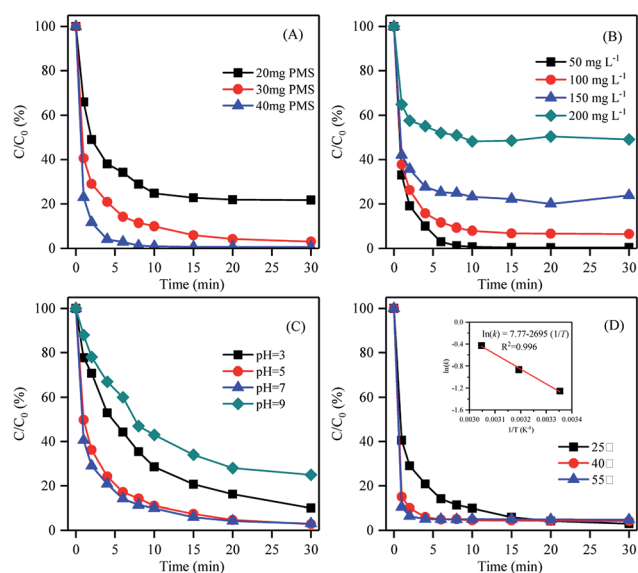 (A)
100
80
60
40
20
0
C/C0 (%)
20mg PMS
30mg PMS
40mg PMS
0 5 10 15 20 25 30
Time (min)
(B)
100
80
60
40
20
0
C/C0 (%)
50 mg L-1
100 mg L-1
150 mg L-1
200 mg L-1
0 5 10 15 20 25 30
Time (min)
(C)
100
80
60
40
20
0
C/C0 (%)
pH=3
pH=5
pH=7
pH=9
0 5 10 15 20 25 30
Time (min)
(D)
100
80
60
40
20
0
C/C0 (%)
0.0
-0.4
-0.8
-1.2
-1.6
ln(k)
ln(k) = 7.77-2695 (1/T)
R2=0.996
0.0030 0.0031 0.0032 0.0033 0.0034
1/T (K-1)
25□
40□
55□
0 5 10 15 20 25 30
Time (min)